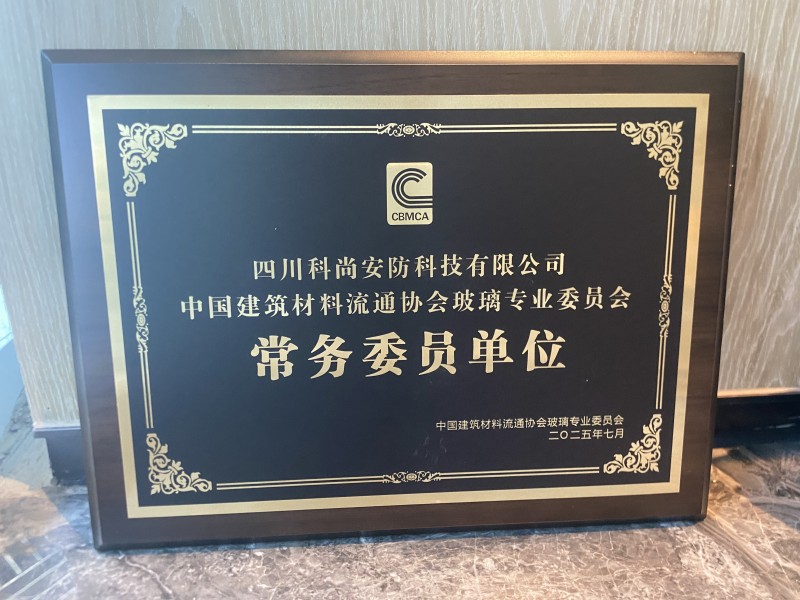 CBMCA
四川科尚安防科技有限公司
中国建筑材料流通协会玻璃专业委员会
常务委员单位
中国建筑材料流通协会玻璃专业委员会
二〇二五年七月